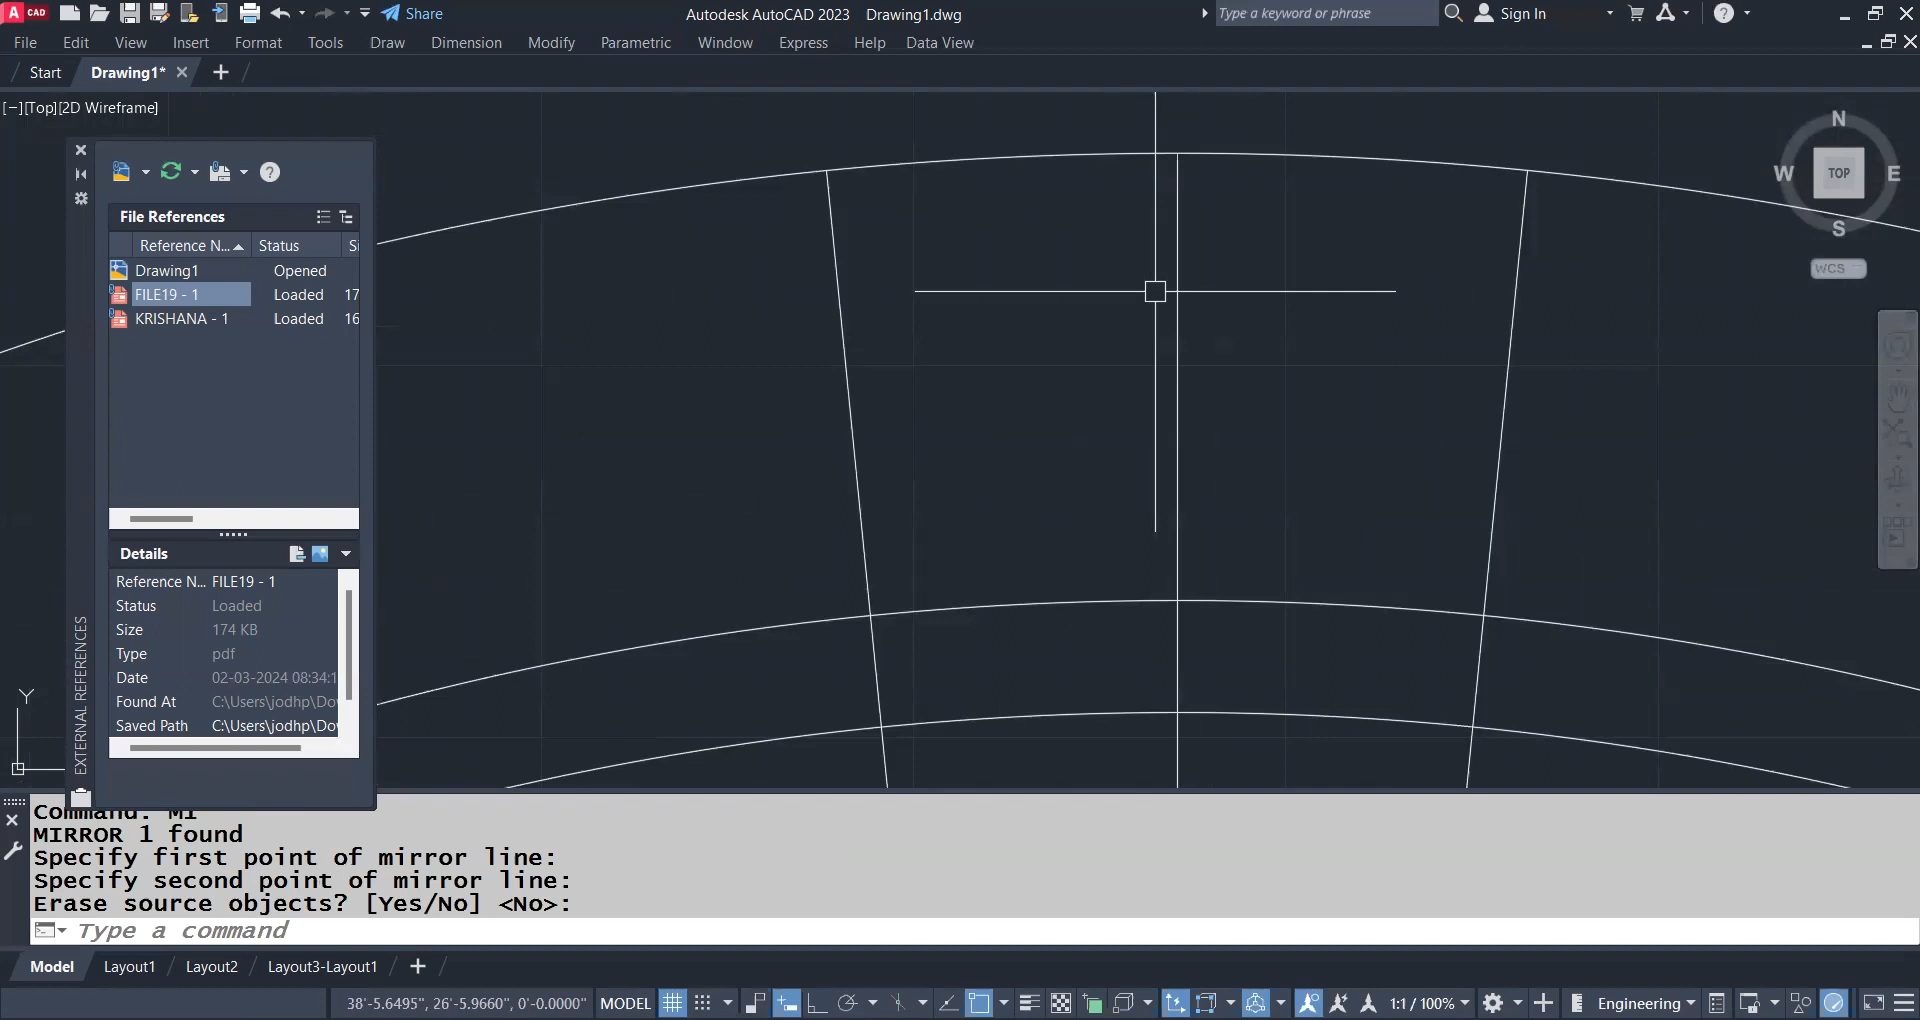 A CAD
Share
Autodesk AutoCAD 2023 Drawing1.dwg
Type a keyword or phrase
Sign In
File Edit View Insert Format Tools Draw Dimension Modify Parametric Window Express Help Data View
Start Drawing1*
[−][Top][2D Wireframe]
N
W TOP E
S
WCS
File References
Reference N... Status
Drawing1 Opened
FILE19 - 1 Loaded 17
KRISHANA - 1 Loaded 16
Details
Reference N... FILE19 - 1
Status Loaded
Size 174 KB
Type pdf
Date 02-03-2024 08:34:1
Found At C:\Users\jodhp\Do
Saved Path C:\Users\jodhp\Do
EXTERNAL REFERENCES
Y
Command: MI
MIRROR 1 found
Specify first point of mirror line:
Specify second point of mirror line:
Erase source objects? [Yes/No] <No>:
Type a command
Model Layout1 Layout2 Layout3-Layout1
38'-5.6495", 26'-5.9660", 0'-0.0000" MODEL 1:1 / 100% Engineering